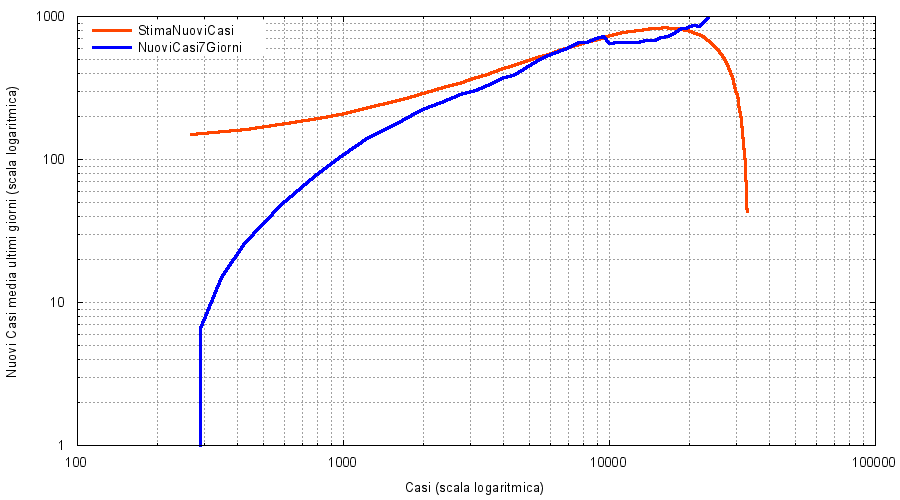 1000
StimaNuoviCasi
NuoviCasi7Giorni
Nuovi Casi media ultimi giorni (scala logaritmica)
100
10
1
100
1000
10000
100000
Casi (scala logaritmica)